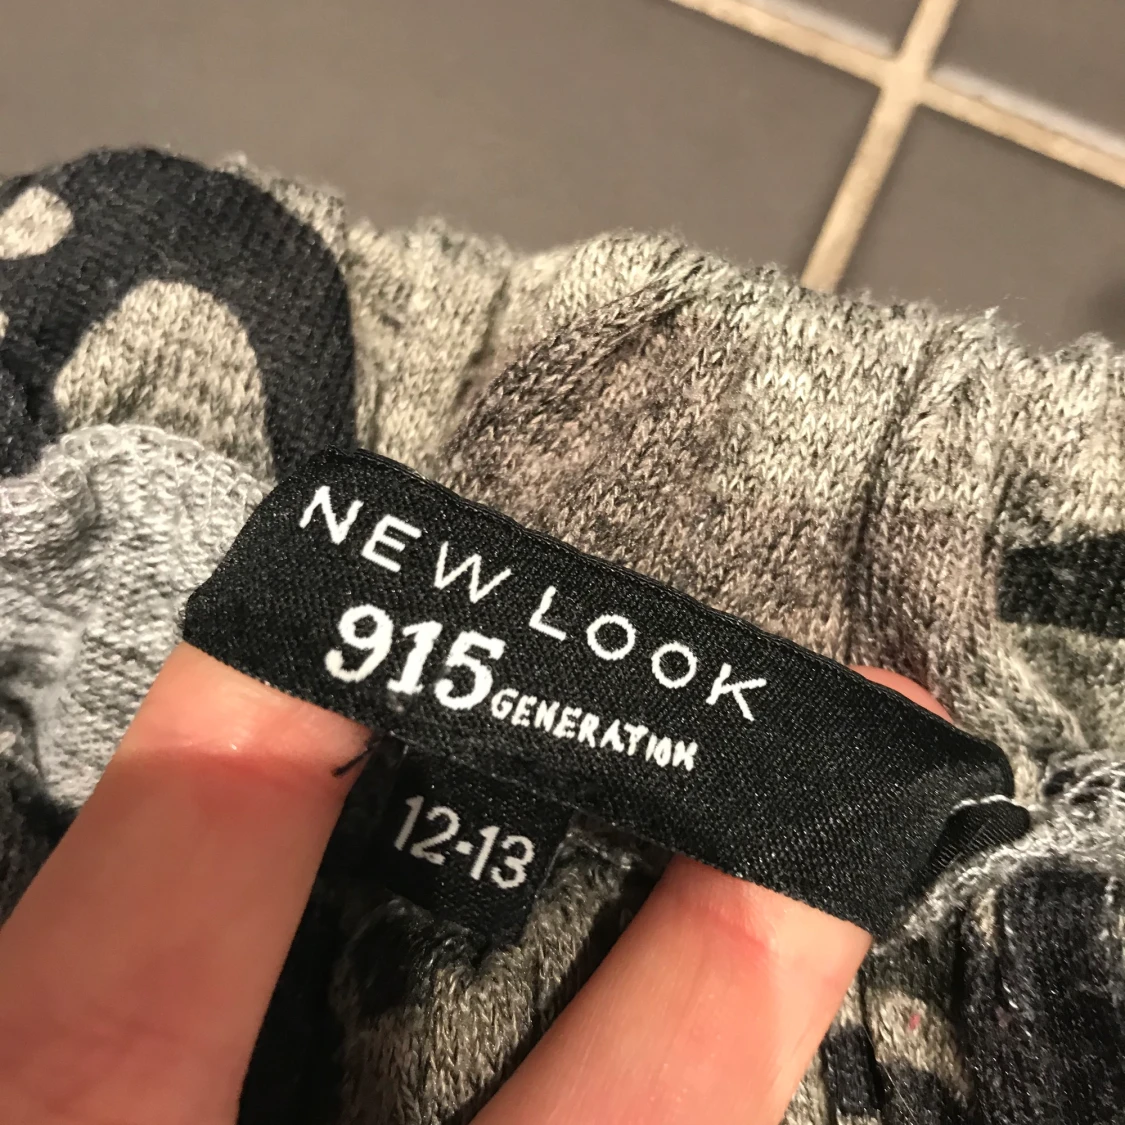 NEW LOOK
915 GENERATION
12-13